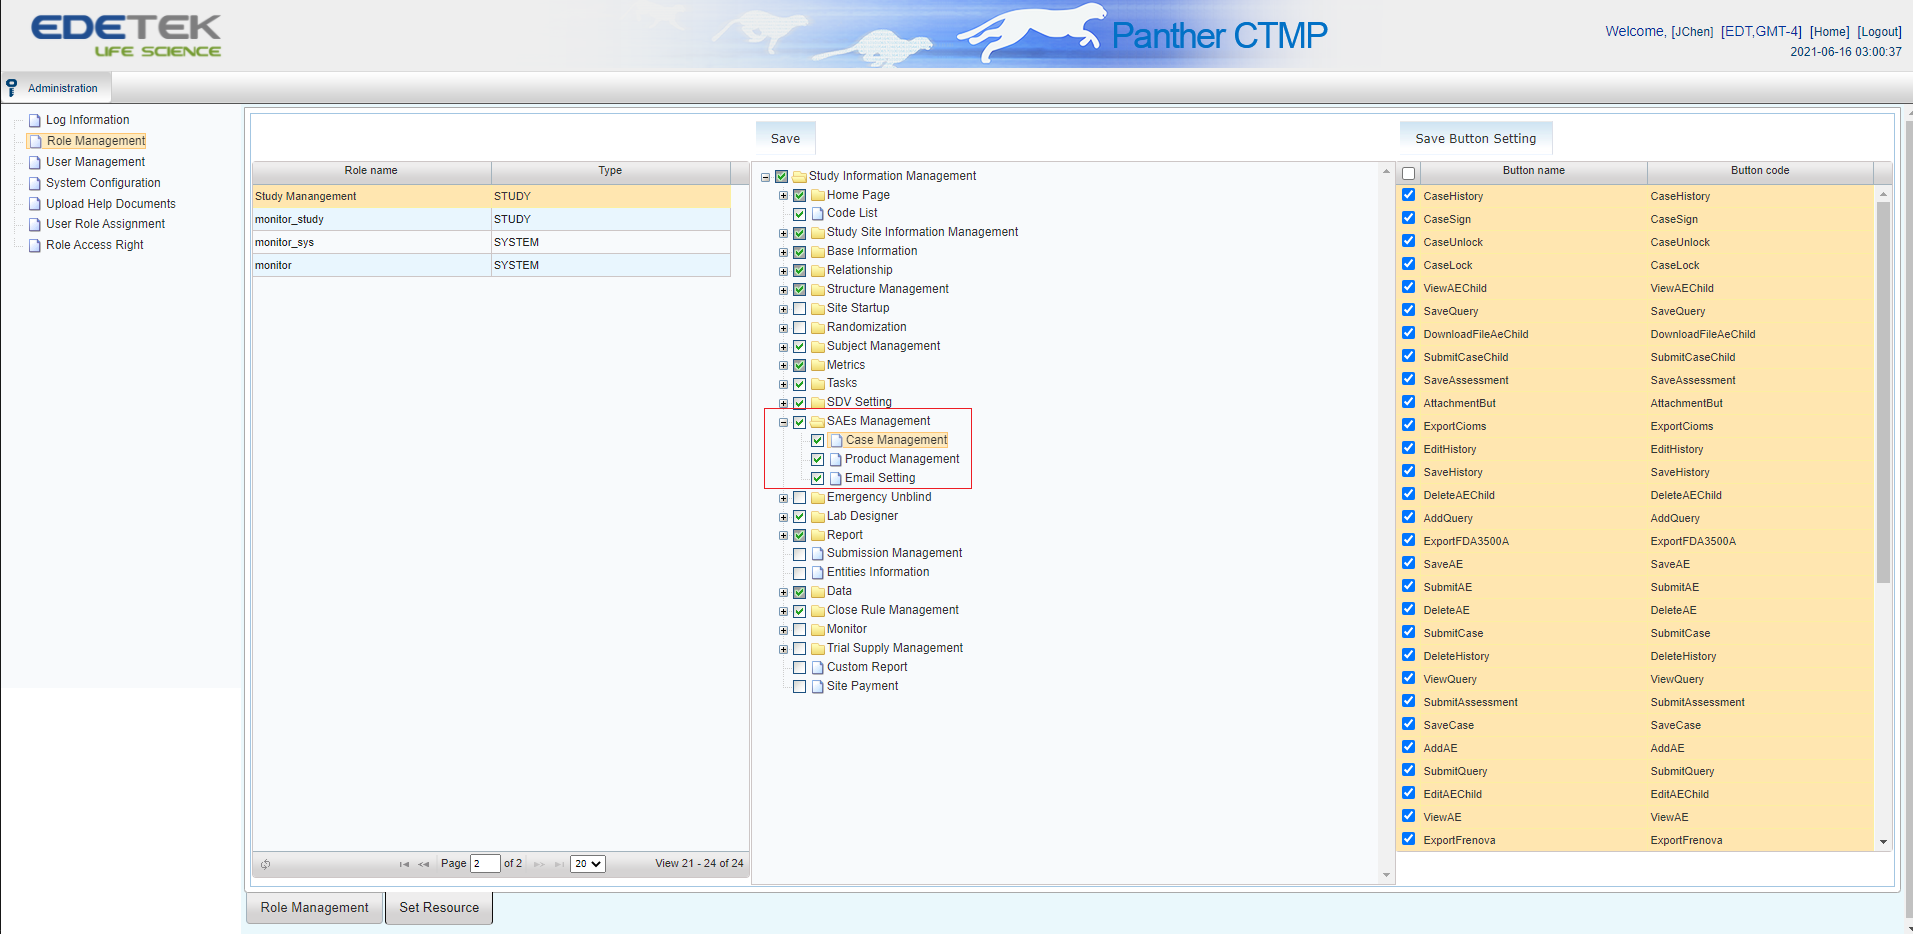 EDETEK
LIFE SCIENCE
Panther CTMP
Welcome, [JChen] [EDT,GMT-4] [Home] [Logout]
2021-06-16 03:00:37
Administration
Log Information
Role Management
User Management
System Configuration
Upload Help Documents
User Role Assignment
Role Access Right
Role name Type
Study Manangement STUDY
monitor_study STUDY
monitor_sys SYSTEM
monitor SYSTEM
Page 2 of 2 20 View 21 - 24 of 24
Save
Study Information Management
Home Page
Code List
Study Site Information Management
Base Information
Relationship
Structure Management
Site Startup
Randomization
Subject Management
Metrics
Tasks
SDV Setting
SAEs Management
Case Management
Product Management
Email Setting
Emergency Unblind
Lab Designer
Report
Submission Management
Entities Information
Data
Close Rule Management
Monitor
Trial Supply Management
Custom Report
Site Payment
Save Button Setting
Button name Button code
CaseHistory CaseHistory
CaseSign CaseSign
CaseUnlock CaseUnlock
CaseLock CaseLock
ViewAEChild ViewAEChild
SaveQuery SaveQuery
DownloadFileAeChild DownloadFileAeChild
SubmitCaseChild SubmitCaseChild
SaveAssessment SaveAssessment
AttachmentBut AttachmentBut
ExportCioms ExportCioms
EditHistory EditHistory
SaveHistory SaveHistory
DeleteAEChild DeleteAEChild
AddQuery AddQuery
ExportFDA3500A ExportFDA3500A
SaveAE SaveAE
SubmitAE SubmitAE
DeleteAE DeleteAE
SubmitCase SubmitCase
DeleteHistory DeleteHistory
ViewQuery ViewQuery
SubmitAssessment SubmitAssessment
SaveCase SaveCase
AddAE AddAE
SubmitQuery SubmitQuery
EditAEChild EditAEChild
ViewAE ViewAE
ExportFrenova ExportFrenova
Role Management Set Resource